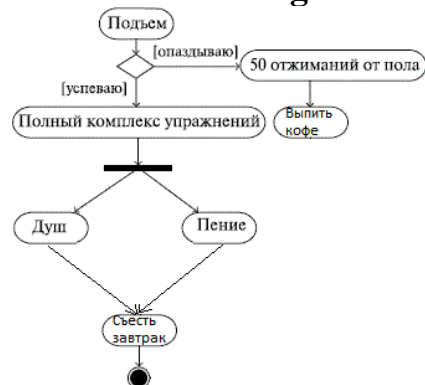 Подъем
[опаздываю]
50 отжиманий от пола
[успеваю]
Полный комплекс упражнений
Выпить
кофе
Душ
Пение
Съесть
завтрак